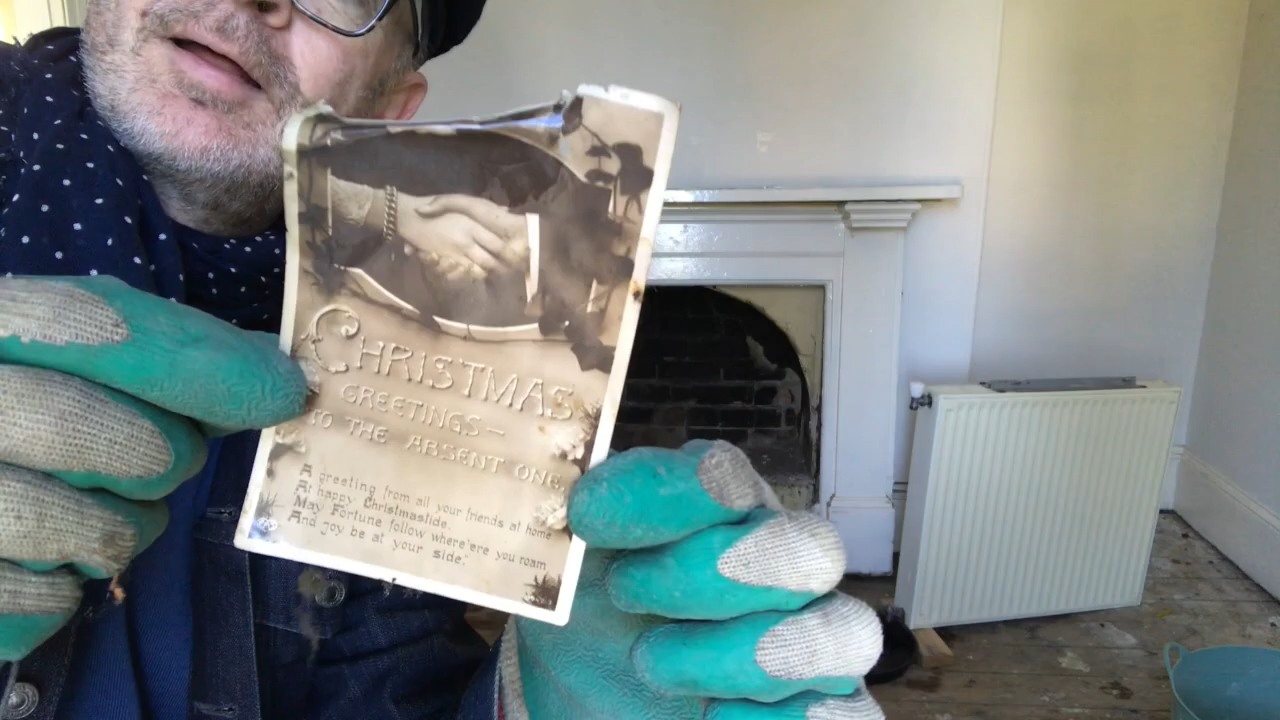 CHRISTMAS
GREETINGS—
TO THE ABSENT ONE.
A greeting from all your friends at home
At happy Christmastide.
May Fortune follow where'ere you roam
And joy be at your side."